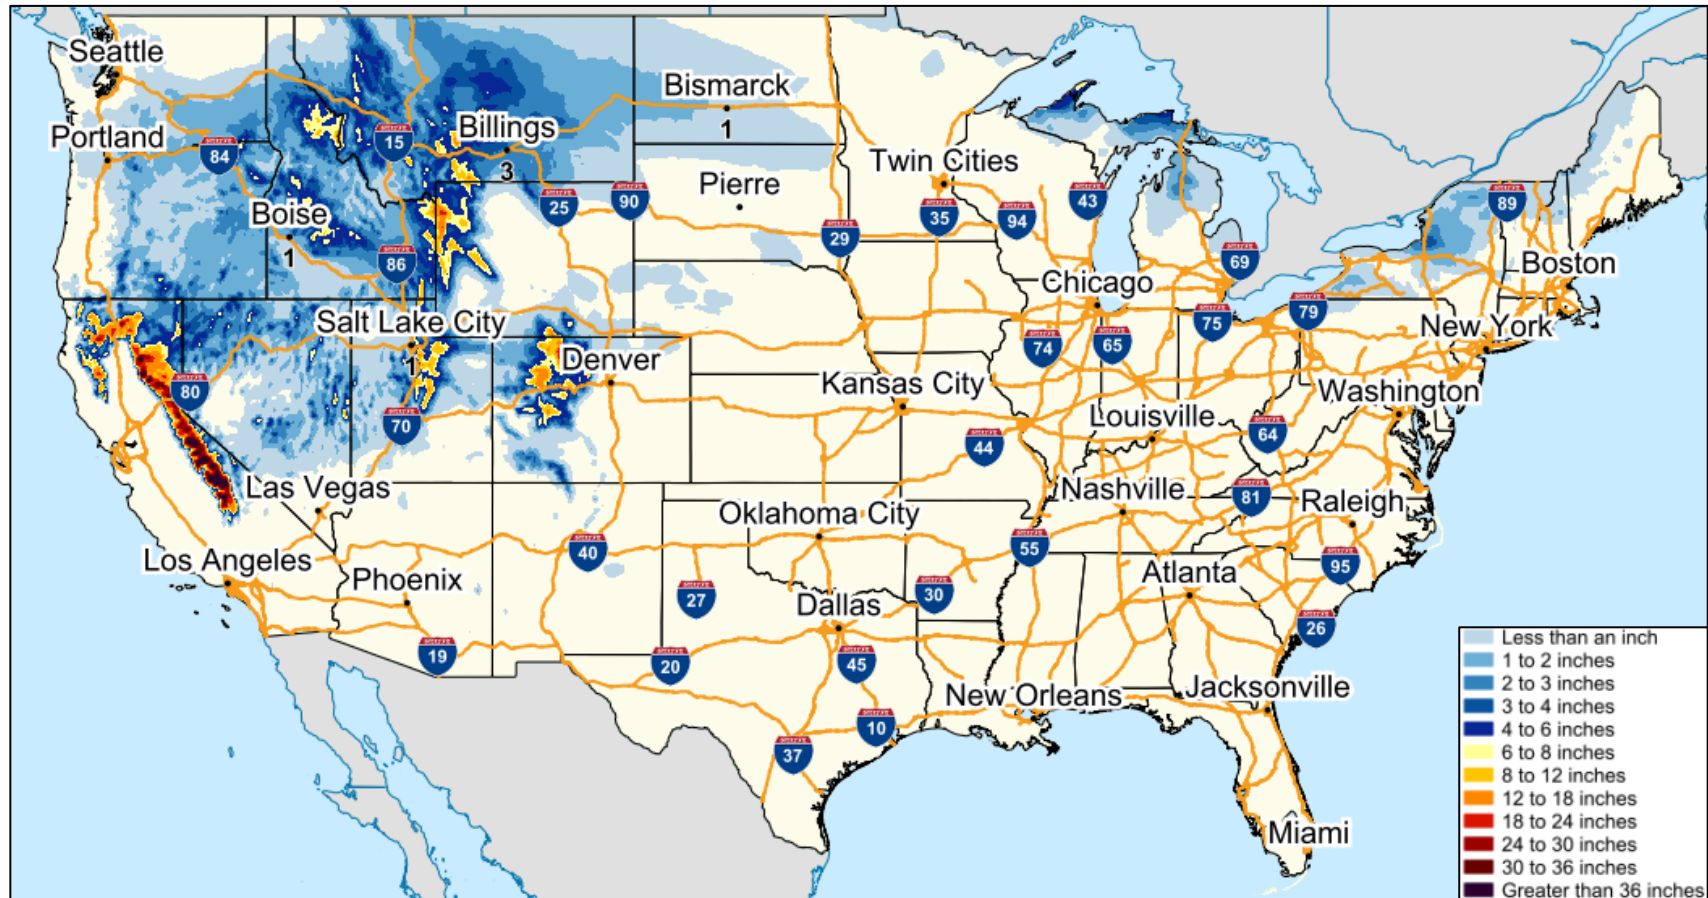 Seattle
Bismarck
1
Portland
84
15
Billings
3
Twin Cities
Pierre
25
90
43
89
Boise
1
35
94
29
86
69
Boston
Chicago
Salt Lake City
1
79
75
New York
74
65
Denver
80
Kansas City
Washington
70
Louisville
64
44
Las Vegas
Nashville
81
Raleigh
Oklahoma City
40
55
Los Angeles
Phoenix
95
Atlanta
27
30
Dallas
26
19
20
45
Less than an inch
1 to 2 inches
2 to 3 inches
3 to 4 inches
4 to 6 inches
6 to 8 inches
8 to 12 inches
12 to 18 inches
18 to 24 inches
24 to 30 inches
30 to 36 inches
Greater than 36 inches
New Orleans
Jacksonville
10
37
Miami